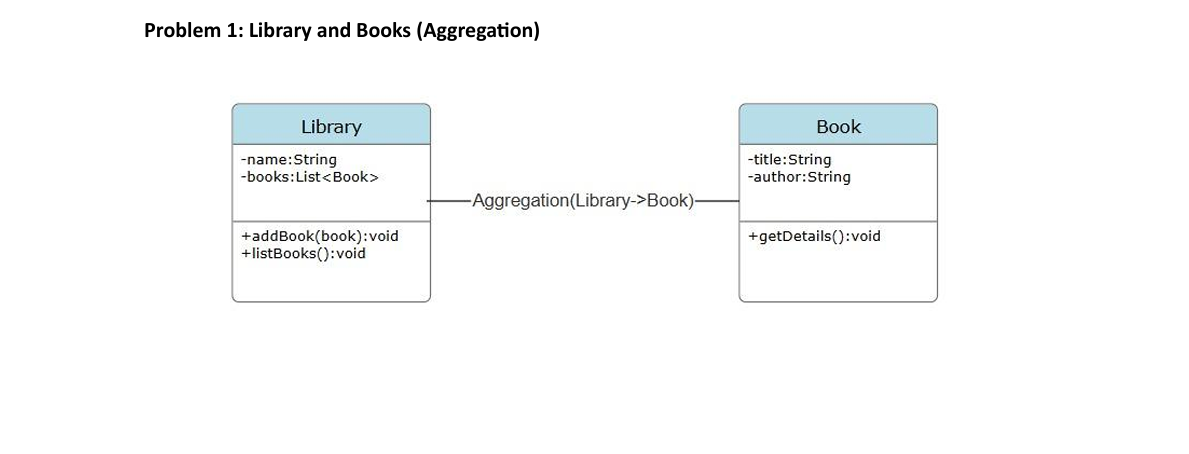 Problem 1: Library and Books (Aggregation)
Library
-name:String
-books:List<Book>
+addBook(book):void
+listBooks():void
Aggregation(Library->Book)
Book
-title:String
-author:String
+getDetails():void